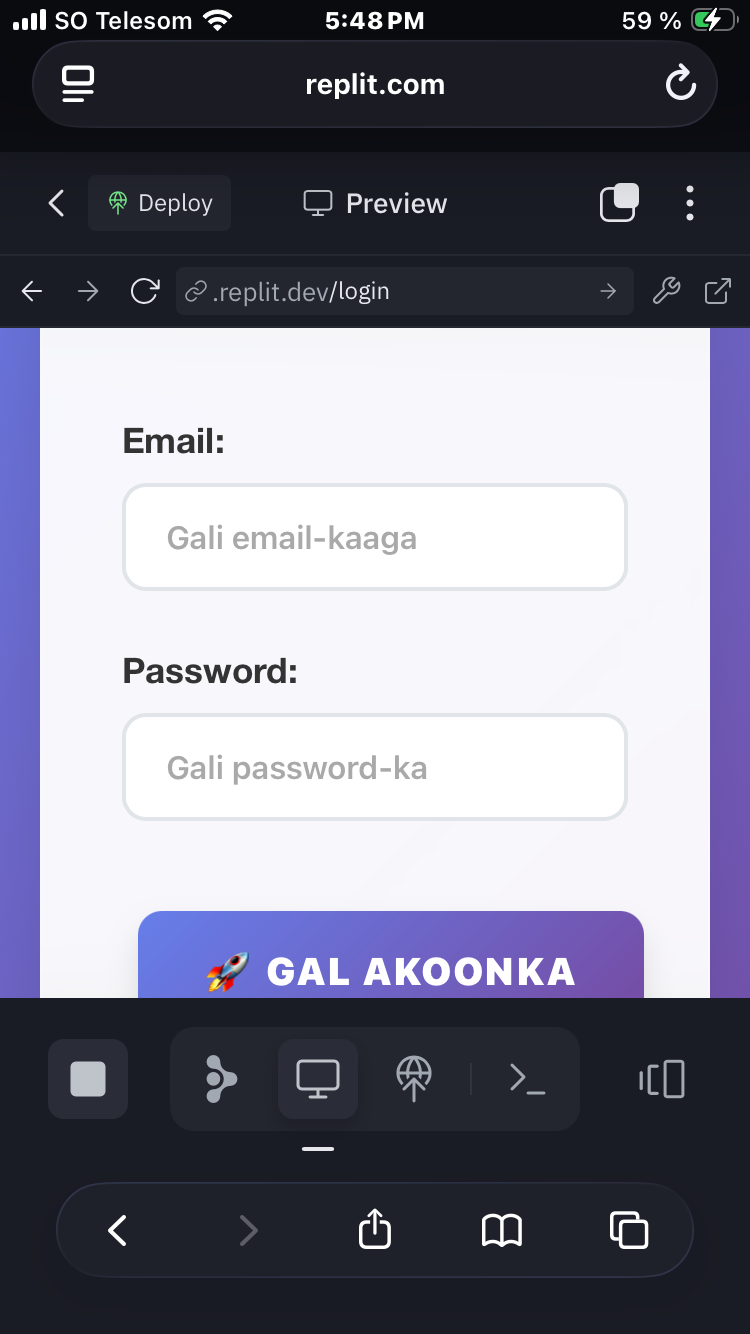 SO Telesom 5:48 PM 59 %
replit.com
Deploy Preview
.replit.dev/login
Email:
Gali email-kaaga
Password:
Gali password-ka
🚀 GAL AKOONKA